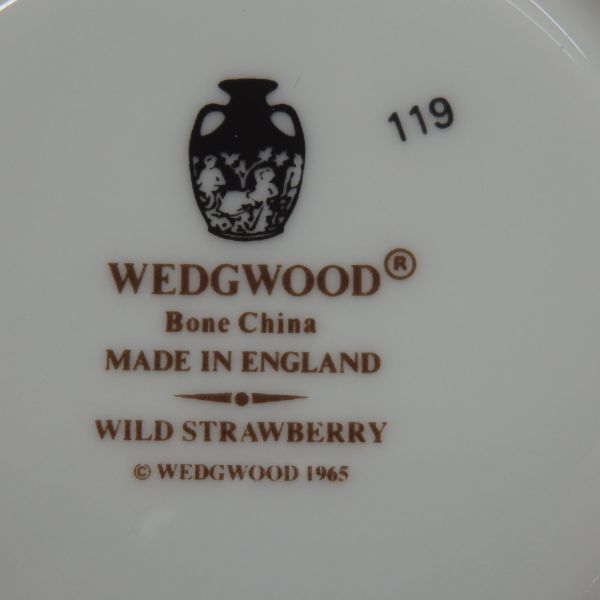 119
WEDGWOOD®
Bone China
MADE IN ENGLAND
WILD STRAWBERRY
© WEDGWOOD 1965